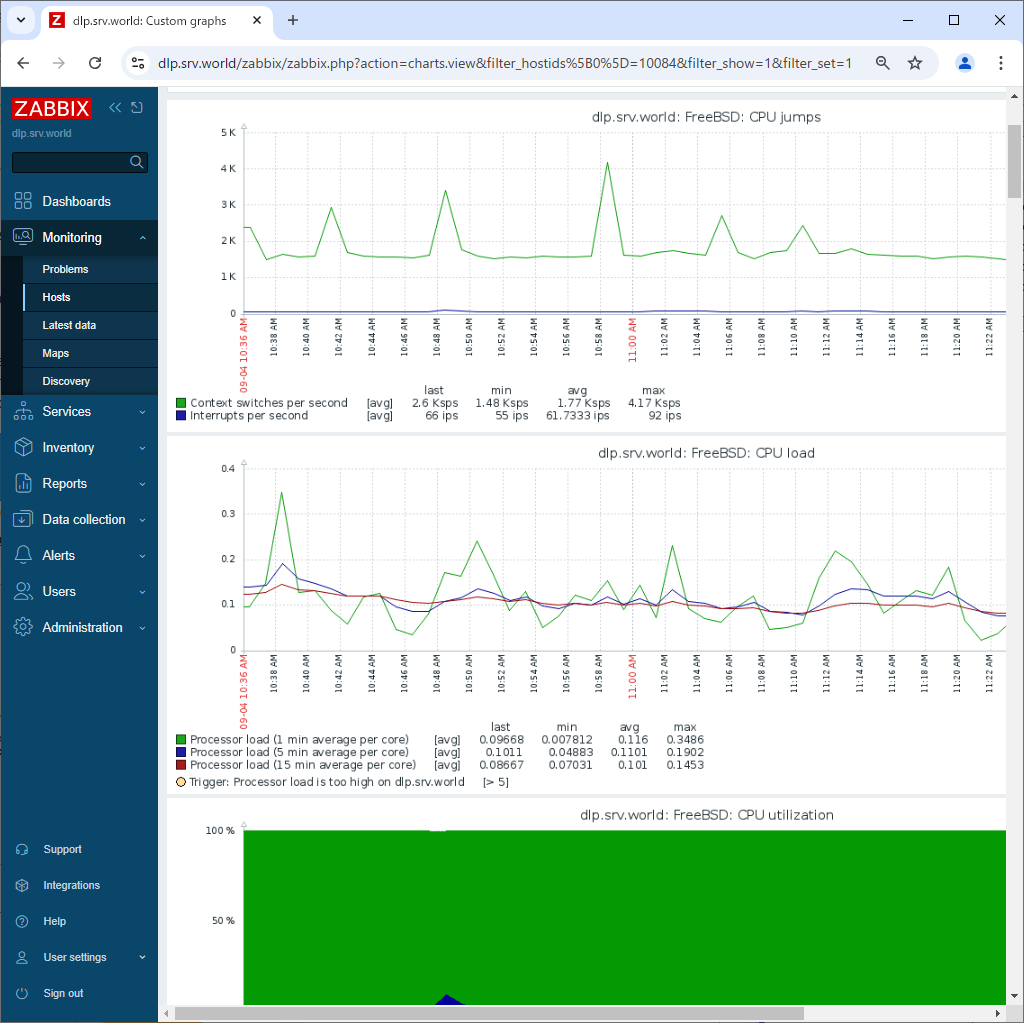 dlp.srv.world: Custom graphs
dlp.srv.world/zabbix/zabbix.php?action=charts.view&filter_hostids%5B0%5D=10084&filter_show=1&filter_set=1
ZABBIX
dlp.srv.world
Dashboards
Monitoring
Problems
Hosts
Latest data
Maps
Discovery
Services
Inventory
Reports
Data collection
Alerts
Users
Administration
Support
Integrations
Help
User settings
Sign out
dlp.srv.world: FreeBSD: CPU jumps
5 K
4 K
3 K
2 K
1 K
0
09-04 10:36 AM
10:38 AM
10:40 AM
10:42 AM
10:44 AM
10:46 AM
10:48 AM
10:50 AM
10:52 AM
10:54 AM
10:56 AM
10:58 AM
11:00 AM
11:02 AM
11:04 AM
11:06 AM
11:08 AM
11:10 AM
11:12 AM
11:14 AM
11:16 AM
11:18 AM
11:20 AM
11:22 AM
last min avg max
Context switches per second [avg] 2.6 Ksps 1.48 Ksps 1.77 Ksps 4.17 Ksps
Interrupts per second [avg] 66 ips 55 ips 61.7333 ips 92 ips
dlp.srv.world: FreeBSD: CPU load
0.4
0.3
0.2
0.1
0
09-04 10:36 AM
10:38 AM
10:40 AM
10:42 AM
10:44 AM
10:46 AM
10:48 AM
10:50 AM
10:52 AM
10:54 AM
10:56 AM
10:58 AM
11:00 AM
11:02 AM
11:04 AM
11:06 AM
11:08 AM
11:10 AM
11:12 AM
11:14 AM
11:16 AM
11:18 AM
11:20 AM
11:22 AM
last min avg max
Processor load (1 min average per core) [avg] 0.09668 0.007812 0.116 0.3486
Processor load (5 min average per core) [avg] 0.1011 0.04883 0.1101 0.1902
Processor load (15 min average per core) [avg] 0.08667 0.07031 0.101 0.1453
Trigger: Processor load is too high on dlp.srv.world [> 5]
dlp.srv.world: FreeBSD: CPU utilization
100 %
50 %